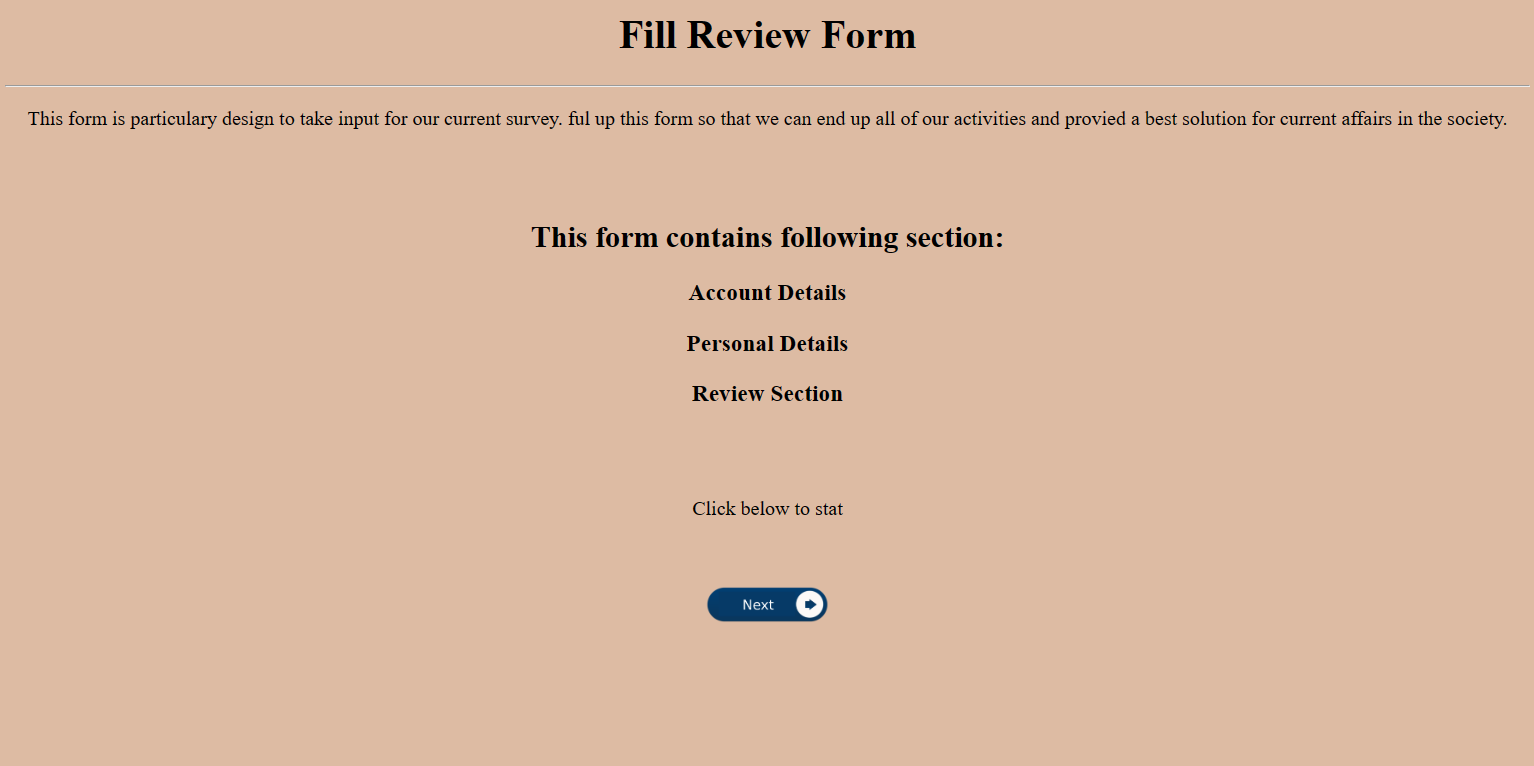 Fill Review Form
This form is particulary design to take input for our current survey. ful up this form so that we can end up all of our activities and provied a best solution for current affairs in the society.
This form contains following section:
Account Details
Personal Details
Review Section
Click below to stat
Next